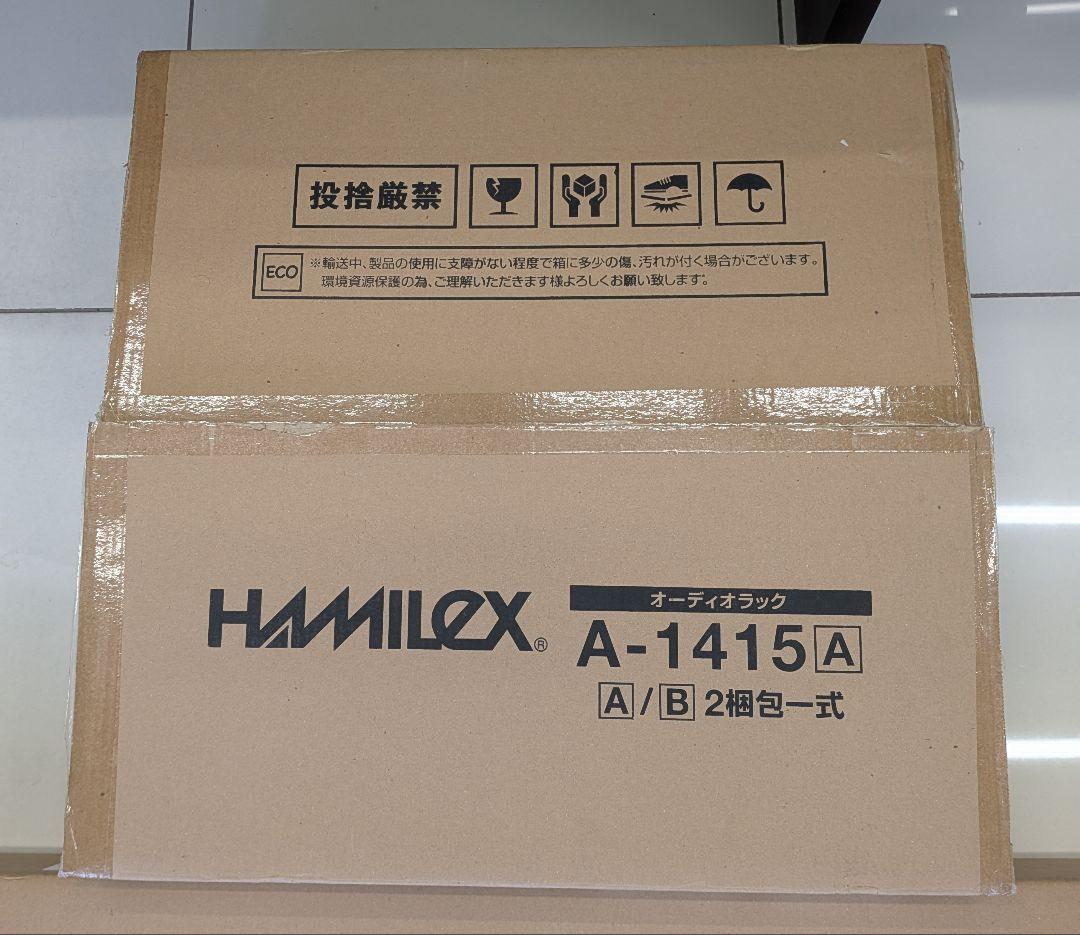 投捨厳禁
ECO
※輸送中、製品の使用に支障がない程度で箱に多少の傷、汚れが付く場合がございます。
環境資源保護の為、ご理解いただきます様よろしくお願い致します。
HAMILEX®
オーディオラック
A-1415 A
A / B 2梱包一式